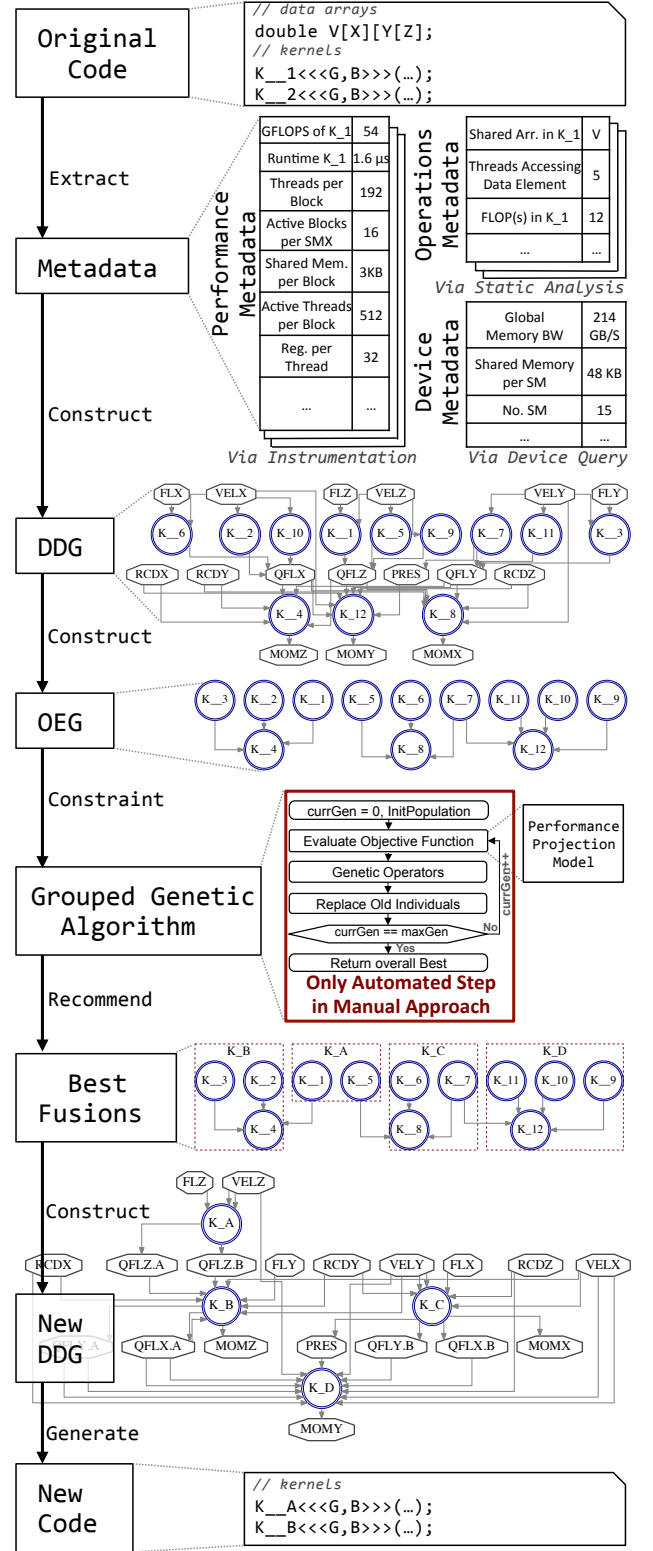 Original
Code
// data arrays
double V[X][Y[Z];
// kernels
K__1<<<G,B>>>(…);
K__2<<<G,B>>>(…);
Extract
Metadata
Performance
Metadata
GFLOPS of K_1 54
Runtime K_1 1.6 µs
Threads per
Block 192
Active Blocks
per SMX 16
Shared Mem.
per Block 3KB
Active Threads
per Block 512
Reg. per
Thread 32
… …
Via Instrumentation
Operations
Metadata
Shared Arr. in K_1 V
Threads Accessing
Data Element 5
FLOP(s) in K_1 12
… …
Via Static Analysis
Device
Metadata
Global
Memory BW 214
GB/S
Shared Memory
per SM 48 KB
No. SM 15
… …
Via Device Query
Construct
DDG
FLX VELX FLZ VELZ VELY FLY
K__6 K__2 K_10 K__1 K__5 K__9 K__7 K_11 K__3
RCDX RCDY QFLX QFLZ PRES QFLY RCDZ
K__4 K_12 K__8
MOMZ MOMY MOMX
Construct
OEG
K__3 K__2 K__1 K__5 K__6 K__7 K_11 K_10 K__9
K__4 K__8 K_12
Constraint
Grouped Genetic
Algorithm
currGen = 0, InitPopulation
Evaluate Objective Function
Genetic Operators
Replace Old Individuals
currGen == maxGen
No
Yes
currGen++
Return overall Best
Only Automated Step
in Manual Approach
Performance
Projection
Model
Recommend
Best
Fusions
K_B K_A K_C K_D
K__3 K__2 K__1 K__5 K__6 K__7 K_11 K_10 K__9
K__4 K__8 K_12
Construct
FLZ VELZ
K_A
RCDX QFLZ.A QFLZ.B FLY RCDY VELY FLX RCDZ VELX
K_B K_C
New
DDG
QFLY.A QFLX.A MOMZ PRES QFLY.B QFLX.B MOMX
K_D
MOMY
Generate
New
Code
// kernels
K__A<<<G,B>>>(…);
K__B<<<G,B>>>(…);